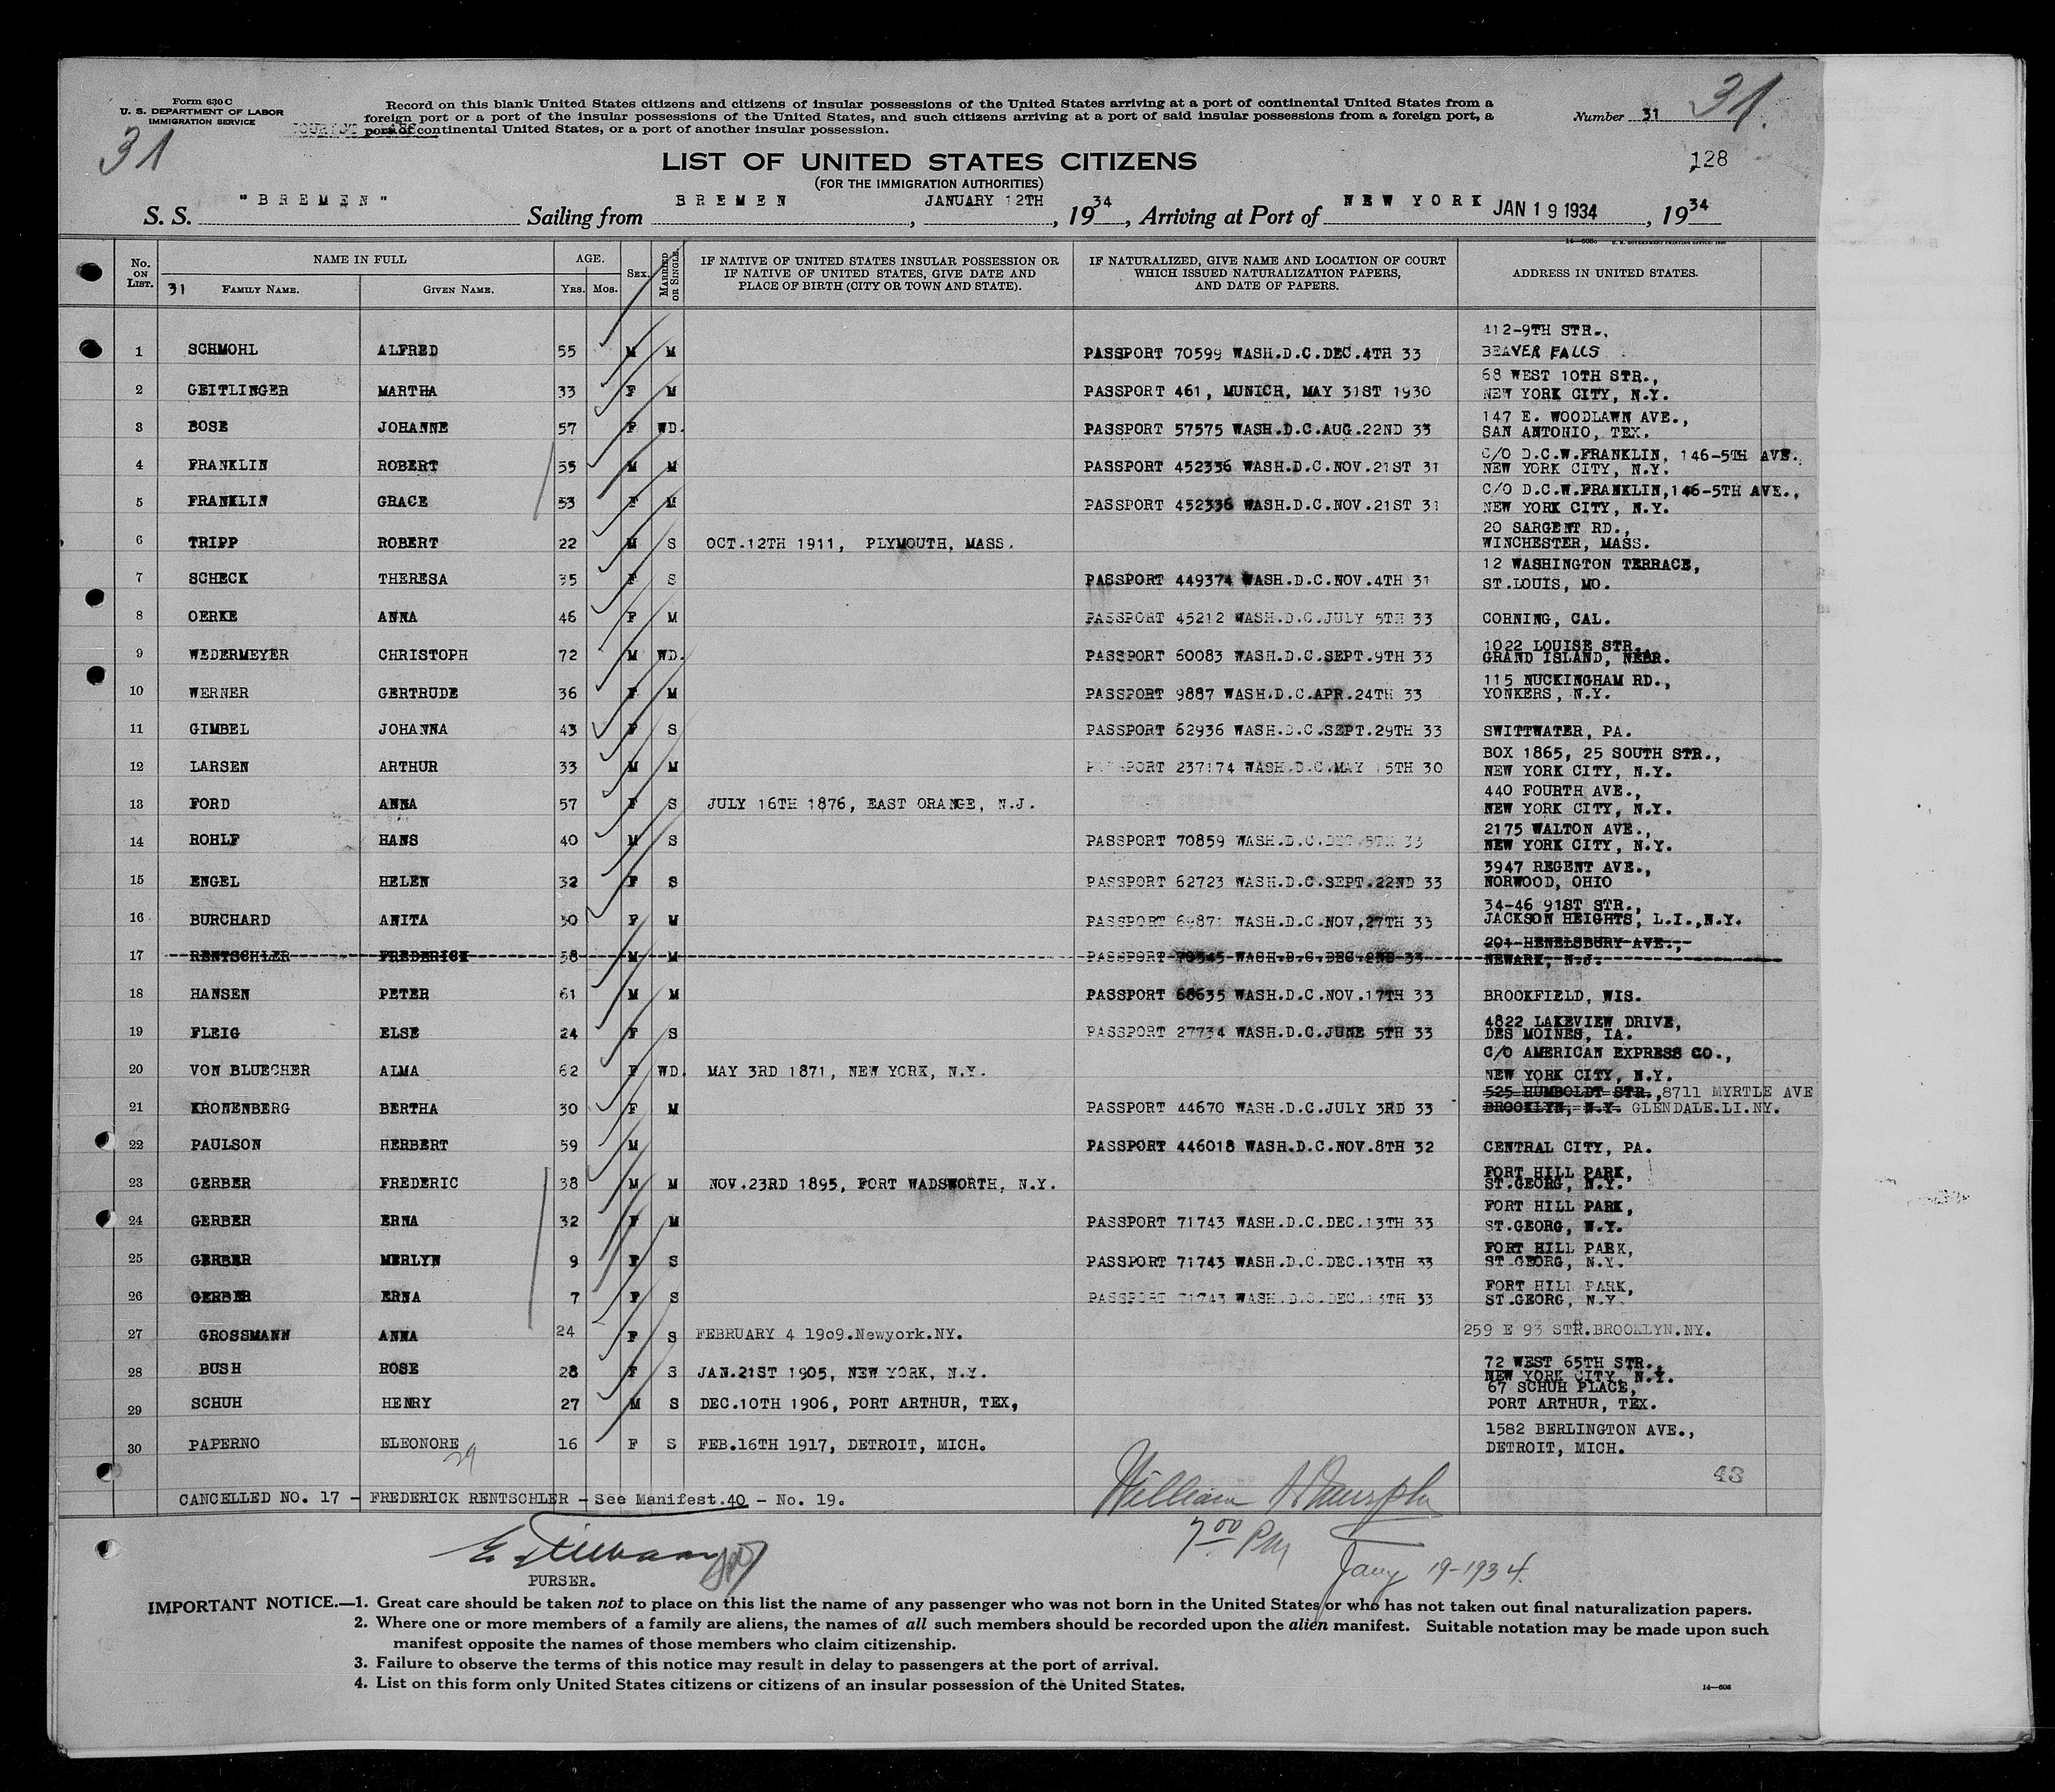 Form 630 C
U. S. DEPARTMENT OF LABOR
IMMIGRATION SERVICE
Record on this blank United States citizens and citizens of insular possessions of the United States arriving at a port of continental United States from a
foreign port or a port of the insular possessions of the United States, and such citizens arriving at a port of said insular possessions from a foreign port, a
port of continental United States, or a port of another insular possession.
Number 31
31
31
128
LIST OF UNITED STATES CITIZENS
(FOR THE IMMIGRATION AUTHORITIES)
S. S. "BREMEN" Sailing from BREMEN, JANUARY 12TH, 1934, Arriving at Port of NEW YORK JAN 19 1934, 1934
14—608c U. S. GOVERNMENT PRINTING OFFICE: 1930
No. ON LIST. 31 NAME IN FULL FAMILY NAME. GIVEN NAME. AGE. YRS. MOS. SEX. MARRIED OR SINGLE. IF NATIVE OF UNITED STATES INSULAR POSSESSION OR IF NATIVE OF UNITED STATES, GIVE DATE AND PLACE OF BIRTH (CITY OR TOWN AND STATE). IF NATURALIZED, GIVE NAME AND LOCATION OF COURT WHICH ISSUED NATURALIZATION PAPERS, AND DATE OF PAPERS. ADDRESS IN UNITED STATES.
1 SCHMOHL ALFRED 55 M M PASSPORT 70599 WASH.D.C.DEC.4TH 33 412-9TH STR., BEAVER FALLS
2 GEITLINGER MARTHA 33 F M PASSPORT 461, MUNICH, MAY 31ST 1930 68 WEST 10TH STR., NEW YORK CITY, N.Y.
3 BOSE JOHANNE 57 F WD. PASSPORT 57575 WASH.D.C.AUG.22ND 33 147 E. WOODLAWN AVE., SAN ANTONIO, TEX.
4 FRANKLIN ROBERT 55 M M PASSPORT 452336 WASH.D.C.NOV.21ST 31 C/O D.C.W.FRANKLIN, 146-5TH AVE., NEW YORK CITY, N.Y.
5 FRANKLIN GRACE 53 F M PASSPORT 452336 WASH.D.C.NOV.21ST 31 C/O D.C.W.FRANKLIN,146-5TH AVE., NEW YORK CITY, N.Y.
6 TRIPP ROBERT 22 M S OCT.12TH 1911, PLYMOUTH, MASS. 20 SARGENT RD., WINCHESTER, MASS.
7 SCHECK THERESA 35 F S PASSPORT 449374 WASH.D.C.NOV.4TH 31 12 WASHINGTON TERRACE, ST.LOUIS, MO.
8 OERKE ANNA 46 F M PASSPORT 45212 WASH.D.C.JULY 5TH 33 CORNING, CAL.
9 WEDERMEYER CHRISTOPH 72 M WD. PASSPORT 60083 WASH.D.C.SEPT.9TH 33 1022 LOUISE STR., GRAND ISLAND, NEBR.
10 WERNER GERTRUDE 36 F M PASSPORT 9887 WASH.D.C.APR.24TH 33 115 NUCKINGHAM RD., YONKERS, N.Y.
11 GIMBEL JOHANNA 43 F S PASSPORT 62936 WASH.D.C.SEPT.29TH 33 SWITTWATER, PA.
12 LARSEN ARTHUR 33 M M PASSPORT 237174 WASH.D.C.MAY 15TH 30 BOX 1865, 25 SOUTH STR., NEW YORK CITY, N.Y.
13 FORD ANNA 57 F S JULY 16TH 1876, EAST ORANGE, N.J. 440 FOURTH AVE., NEW YORK CITY, N.Y.
14 ROHLF HANS 40 M S PASSPORT 70859 WASH.D.C.DEC.5TH 33 2175 WALTON AVE., NEW YORK CITY, N.Y.
15 ENGEL HELEN 32 F S PASSPORT 62723 WASH.D.C.SEPT.22ND 33 3947 REGENT AVE., NORWOOD, OHIO
16 BURCHARD ANITA 30 F M PASSPORT 69871 WASH.D.C.NOV,27TH 33 34-46 91ST STR., JACKSON HEIGHTS, L.I.,N.Y.
17 RENTSCHLER FREDERICK 38 M M PASSPORT 70545 WASH.D.C.DEC.2ND 33 201 HENELSBURY AVE., NEWARK, N.J.
18 HANSEN PETER 61 M M PASSPORT 68635 WASH.D.C.NOV.17TH 33 BROOKFIELD, WIS.
19 FLEIG ELSE 24 F S PASSPORT 27734 WASH.D.C.JUNE 5TH 33 4822 LAKEVIEW DRIVE, DES MOINES, IA.
20 VON BLUECHER ALMA 62 F WD. MAY 3RD 1871, NEW YORK, N.Y. C/O AMERICAN EXPRESS CO., NEW YORK CITY, N.Y.
21 KRONENBERG BERTHA 30 F M PASSPORT 44670 WASH.D.C.JULY 3RD 33 525 HUMBOLDT STR.,8711 MYRTLE AVE BROOKLYN, N.Y. GLENDALE.LI.NY.
22 PAULSON HERBERT 59 M PASSPORT 446018 WASH.D.C.NOV.8TH 32 CENTRAL CITY, PA.
23 GERBER FREDERIC 38 M M NOV.23RD 1895, FORT WADSWORTH, N.Y. FORT HILL PARK, ST.GEORG, N.Y.
24 GERBER ERNA 32 F M PASSPORT 71743 WASH.D.C.DEC.13TH 33 FORT HILL PARK, ST.GEORG, N.Y.
25 GERBER MERLYN 9 F S PASSPORT 71743 WASH.D.C.DEC.13TH 33 FORT HILL PARK, ST.GEORG, N.Y.
26 GERBER ERNA 7 F S PASSPORT 71743 WASH.D.C.DEC.13TH 33 FORT HILL PARK, ST.GEORG, N.Y.
27 GROSSMANN ANNA 24 F S FEBRUARY 4 19o9.Newyork.NY. 259 E 93 STR.BROOKLYN.NY.
28 BUSH ROSE 28 F S JAN.21ST 1905, NEW YORK, N.Y. 72 WEST 65TH STR., NEW YORK CITY, N.Y.
29 SCHUH HENRY 27 M S DEC.10TH 1906, PORT ARTHUR, TEX, 67 SCHUH PLACE, PORT ARTHUR, TEX.
30 PAPERNO ELEONORE 16 F S FEB.16TH 1917, DETROIT, MICH. 1582 BERLINGTON AVE., DETROIT, MICH.
29
43
CANCELLED NO. 17 - FREDERICK RENTSCHLER - See Manifest.40 - No. 19.
William
7 00 PM
Jany 19-1934.
PURSER.
IMPORTANT NOTICE.—1. Great care should be taken not to place on this list the name of any passenger who was not born in the United States or who has not taken out final naturalization papers.
2. Where one or more members of a family are aliens, the names of all such members should be recorded upon the alien manifest. Suitable notation may be made upon such
manifest opposite the names of those members who claim citizenship.
3. Failure to observe the terms of this notice may result in delay to passengers at the port of arrival.
4. List on this form only United States citizens or citizens of an insular possession of the United States.
14—608